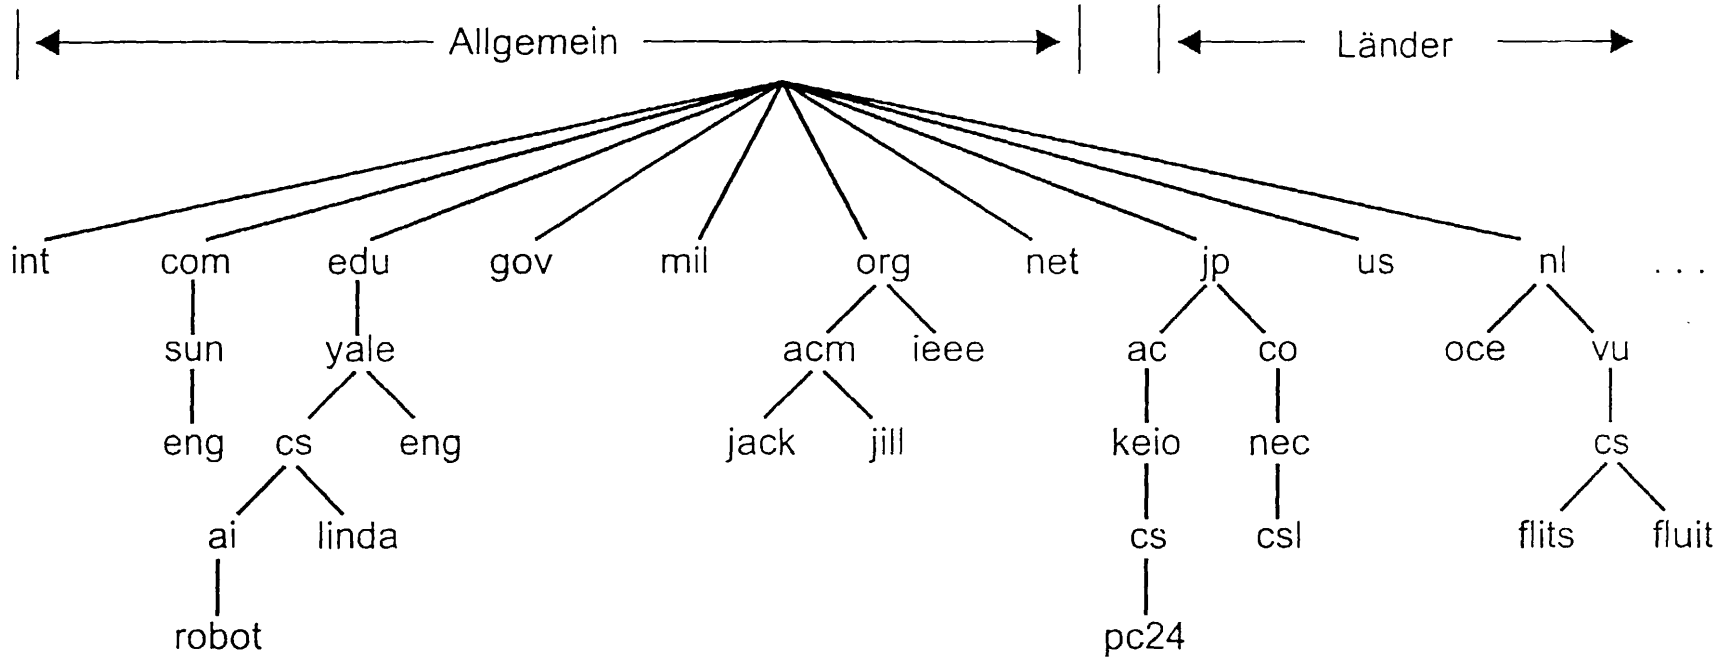 Allgemein Länder
int com edu gov mil org net jp us nl . . .
sun yale acm ieee ac co oce vu
eng cs eng jack jill keio nec cs
ai linda cs csl flits fluit
robot pc24